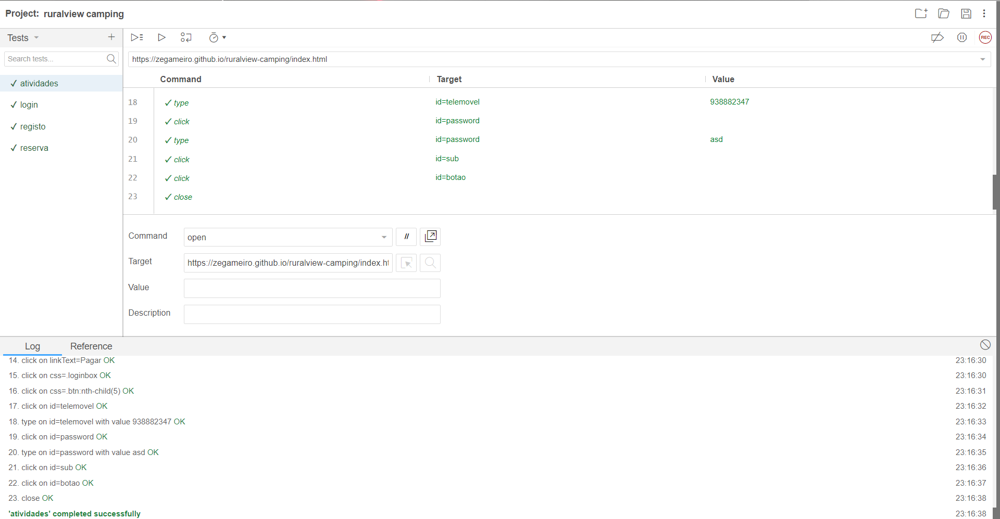 Project: ruralview camping
Tests
Search tests...
✓ atividades
✓ login
✓ registo
✓ reserva
REC
https://zegameiro.github.io/ruralview-camping/index.html
Command Target Value
18 ✓ type id=telemovel 938882347
19 ✓ click id=password
20 ✓ type id=password asd
21 ✓ click id=sub
22 ✓ click id=botao
23 ✓ close
Command open //
Target https://zegameiro.github.io/ruralview-camping/index.ht
Value
Description
Log Reference
14. click on linkText=Pagar OK 23:16:30
15. click on css=.loginbox OK 23:16:30
16. click on css=.btn:nth-child(5) OK 23:16:31
17. click on id=telemovel OK 23:16:32
18. type on id=telemovel with value 938882347 OK 23:16:33
19. click on id=password OK 23:16:34
20. type on id=password with value asd OK 23:16:35
21. click on id=sub OK 23:16:36
22. click on id=botao OK 23:16:37
23. close OK 23:16:38
'atividades' completed successfully 23:16:38